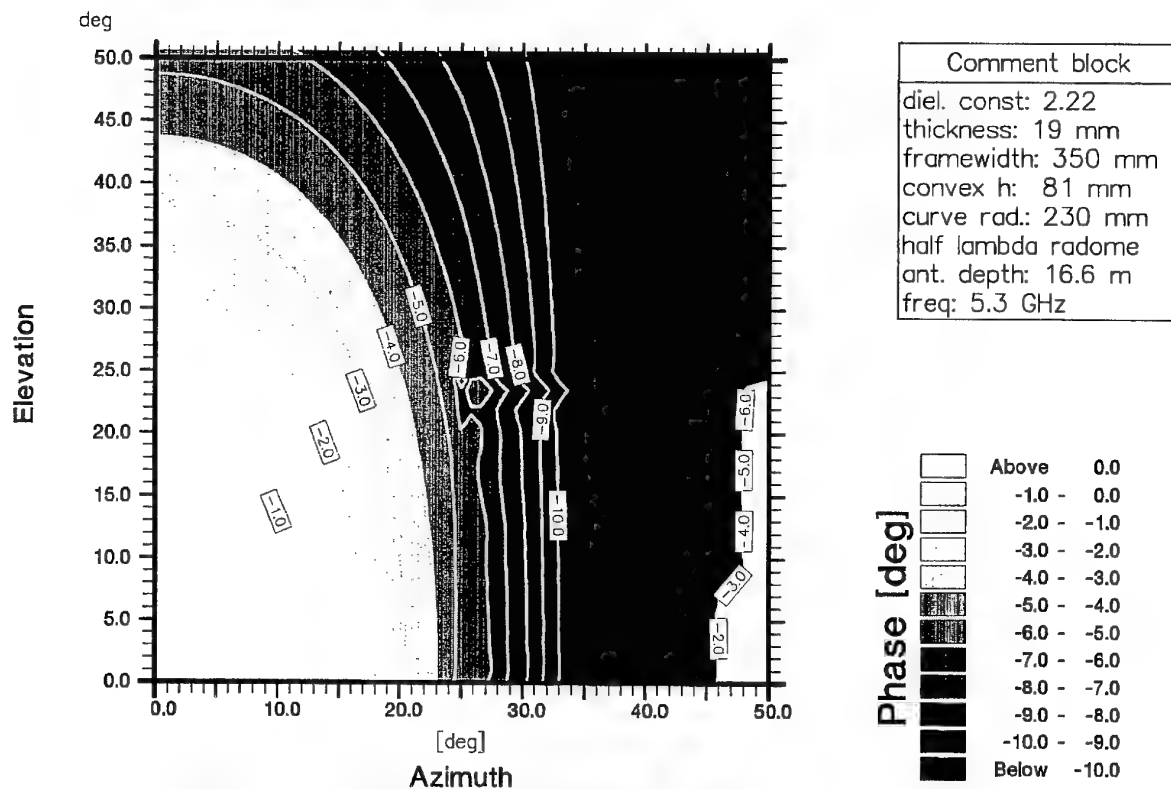 deg
50.0
45.0
40.0
35.0
30.0
25.0
20.0
15.0
10.0
5.0
0.0
Elevation
0.0 10.0 20.0 30.0 40.0 50.0
[deg]
Azimuth
-5.0
-4.0
-3.0
-2.0
-1.0
-6.0
-7.0
-8.0
-9.0
-10.0
-6.0
-5.0
-4.0
-3.0
-2.0
Comment block
diel. const: 2.22
thickness: 19 mm
framewidth: 350 mm
convex h: 81 mm
curve rad.: 230 mm
half lambda radome
ant. depth: 16.6 m
freq: 5.3 GHz
Phase [deg]
Above 0.0
-1.0 - 0.0
-2.0 - -1.0
-3.0 - -2.0
-4.0 - -3.0
-5.0 - -4.0
-6.0 - -5.0
-7.0 - -6.0
-8.0 - -7.0
-9.0 - -8.0
-10.0 - -9.0
Below -10.0